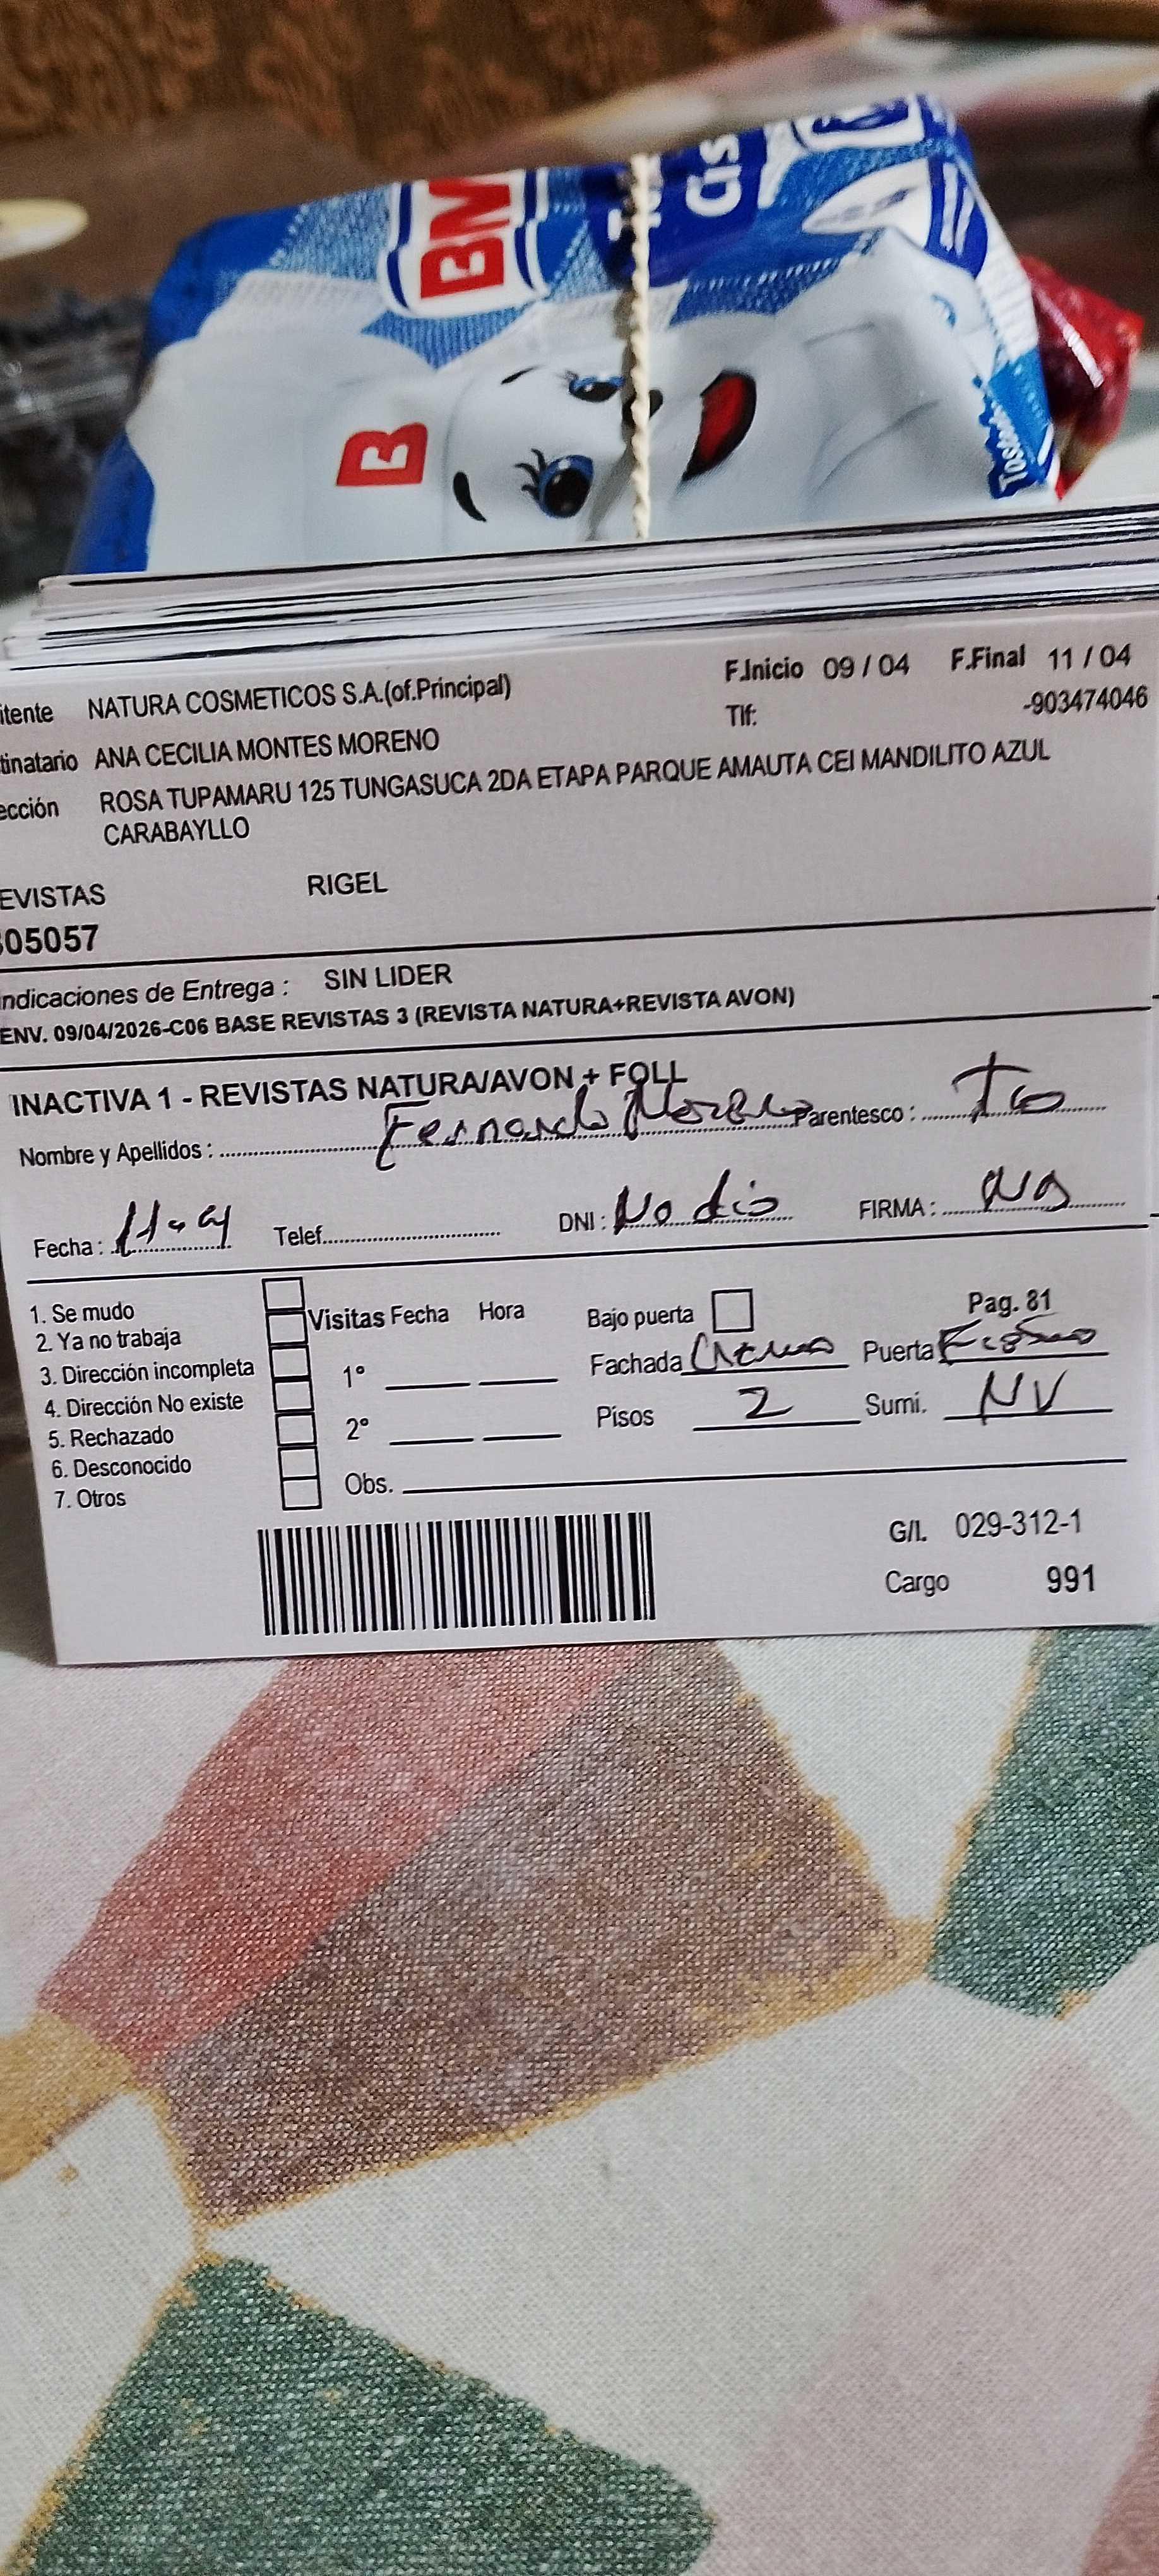 BM
B
itente NATURA COSMETICOS S.A.(of.Principal) F.Inicio 09 / 04 F.Final 11 / 04
Tlf: -903474046
tinatario ANA CECILIA MONTES MORENO
ección ROSA TUPAMARU 125 TUNGASUCA 2DA ETAPA PARQUE AMAUTA CEI MANDILITO AZUL
CARABAYLLO
EVISTAS RIGEL
05057
Indicaciones de Entrega : SIN LIDER
ENV. 09/04/2026-C06 BASE REVISTAS 3 (REVISTA NATURA+REVISTA AVON)
INACTIVA 1 - REVISTAS NATURA/AVON + FOLL
Nombre y Apellidos : Fernando Moreno Parentesco : Tio
Fecha : Telef. DNI : No dio FIRMA :
1. Se mudo
2. Ya no trabaja
3. Dirección incompleta
4. Dirección No existe
5. Rechazado
6. Desconocido
7. Otros
Visitas Fecha Hora
1°
2°
Obs.
Bajo puerta Pag. 81
Fachada Crema Puerta
Pisos 2 Sumi. NV
G/L 029-312-1
Cargo 991